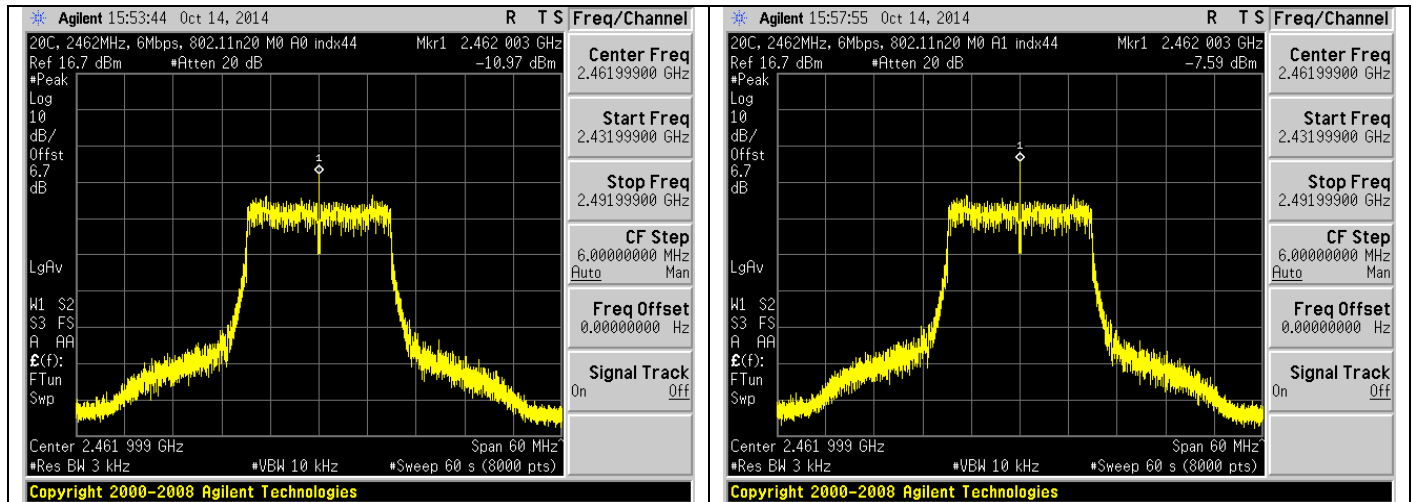 Agilent 15:53:44 Oct 14, 2014 R T S Freq/Channel
20C, 2462MHz, 6Mbps, 802.11n20 M0 A0 indx44 Mkr1 2.462 003 GHz
Ref 16.7 dBm #Atten 20 dB -10.97 dBm
#Peak
Log
10
dB/
Offst
6.7
dB
1
LgAv
W1 S2
S3 FS
A AA
£(f):
FTun
Swp
Center 2.461 999 GHz Span 60 MHz^
#Res BW 3 kHz #VBW 10 kHz #Sweep 60 s (8000 pts)
Center Freq
2.46199900 GHz
Start Freq
2.43199900 GHz
Stop Freq
2.49199900 GHz
CF Step
6.00000000 MHz
Auto Man
Freq Offset
0.00000000 Hz
Signal Track
On Off
Copyright 2000-2008 Agilent Technologies
Agilent 15:57:55 Oct 14, 2014 R T S Freq/Channel
20C, 2462MHz, 6Mbps, 802.11n20 M0 A1 indx44 Mkr1 2.462 003 GHz
Ref 16.7 dBm #Atten 20 dB -7.59 dBm
#Peak
Log
10
dB/
Offst
6.7
dB
1
LgAv
W1 S2
S3 FS
A AA
£(f):
FTun
Swp
Center 2.461 999 GHz Span 60 MHz^
#Res BW 3 kHz #VBW 10 kHz #Sweep 60 s (8000 pts)
Center Freq
2.46199900 GHz
Start Freq
2.43199900 GHz
Stop Freq
2.49199900 GHz
CF Step
6.00000000 MHz
Auto Man
Freq Offset
0.00000000 Hz
Signal Track
On Off
Copyright 2000-2008 Agilent Technologies